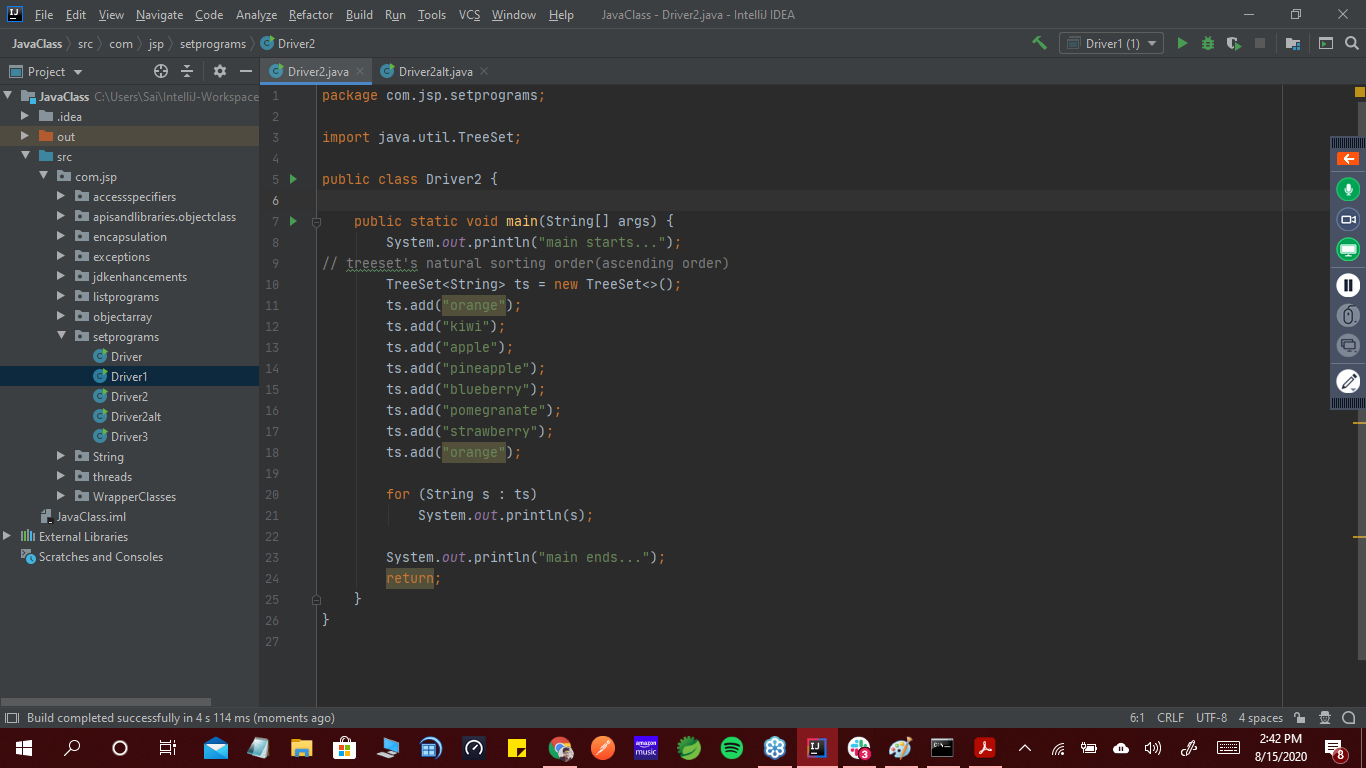 File Edit View Navigate Code Analyze Refactor Build Run Tools VCS Window Help JavaClass - Driver2.java - IntelliJ IDEA
JavaClass src com jsp setprograms Driver2 Driver1 (1)
Project Driver2.java Driver2alt.java
JavaClass C:\Users\Sai\IntelliJ-Workspace
.idea
out
src
com.jsp
accessspecifiers
apisandlibraries.objectclass
encapsulation
exceptions
jdkenhancements
listprograms
objectarray
setprograms
Driver
Driver1
Driver2
Driver2alt
Driver3
String
threads
WrapperClasses
JavaClass.iml
External Libraries
Scratches and Consoles
1 package com.jsp.setprograms;
2
3 import java.util.TreeSet;
4
5 public class Driver2 {
6
7 public static void main(String[] args) {
8 System.out.println("main starts...");
9 // treeset's natural sorting order(ascending order)
10 TreeSet<String> ts = new TreeSet<>();
11 ts.add("orange");
12 ts.add("kiwi");
13 ts.add("apple");
14 ts.add("pineapple");
15 ts.add("blueberry");
16 ts.add("pomegranate");
17 ts.add("strawberry");
18 ts.add("orange");
19
20 for (String s : ts)
21 System.out.println(s);
22
23 System.out.println("main ends...");
24 return;
25 }
26 }
27
Build completed successfully in 4 s 114 ms (moments ago) 6:1 CRLF UTF-8 4 spaces
amazon music IJ 3 2:42 PM
8/15/2020 8